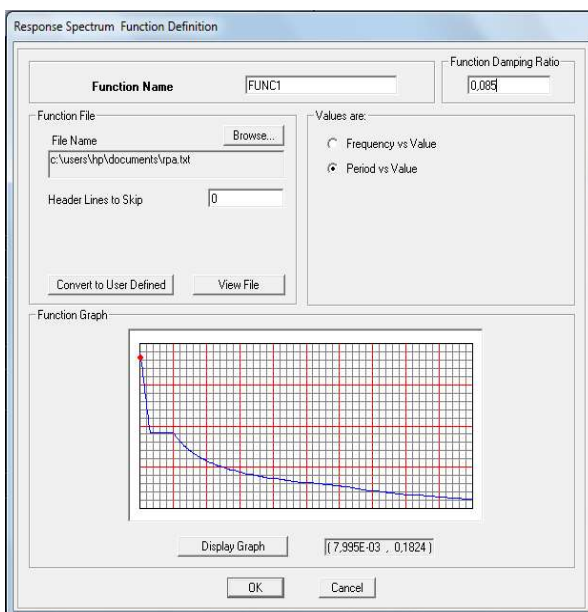 Response Spectrum Function Definition
Function Damping Ratio
Function Name
FUNC1
0,085
Function File
Values are:
File Name
Browse...
c:\users\hp\documents\rpa.txt
Frequency vs Value
Period vs Value
Header Lines to Skip
0
Convert to User Defined
View File
Function Graph
Display Graph
( 7,995E-03 , 0,1824 )
OK
Cancel